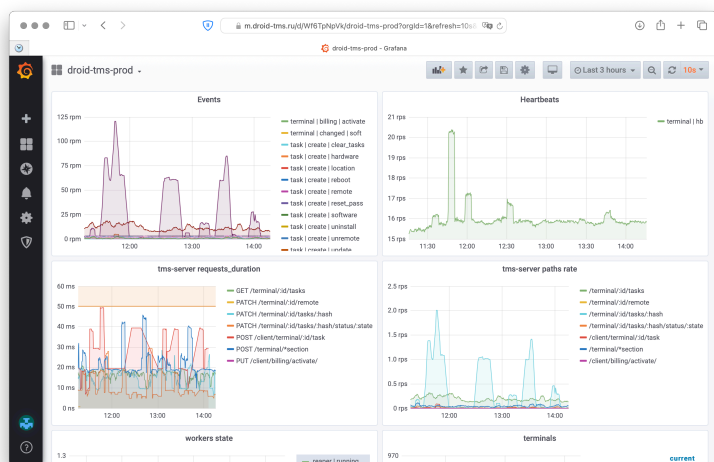 m.droid-tms.ru/d/Wf6TpNpVk/droid-tms-prod?orgId=1&refresh=10s
droid-tms-prod - Grafana
droid-tms-prod
Last 3 hours
10s
Events
125 rpm
100 rpm
75 rpm
50 rpm
25 rpm
0 rpm
12:00
13:00
14:00
terminal | billing | activate
terminal | changed | soft
task | create | clear_tasks
task | create | hardware
task | create | location
task | create | reboot
task | create | remote
task | create | reset_pass
task | create | software
task | create | uninstall
task | create | unremote
task | create | update
Heartbeats
21 rps
20 rps
19 rps
18 rps
17 rps
16 rps
15 rps
11:30
12:00
12:30
13:00
13:30
14:00
terminal | hb
tms-server requests_duration
60 ms
50 ms
40 ms
30 ms
20 ms
10 ms
0 ns
12:00
13:00
14:00
GET /terminal/:id/tasks
PATCH /terminal/:id/remote
PATCH /terminal/:id/tasks/:hash
PATCH /terminal/:id/tasks/:hash/status/:state
POST /client/terminal/:id/task
POST /terminal/*section
PUT /client/billing/activate/
tms-server paths rate
2.5 rps
2.0 rps
1.5 rps
1.0 rps
0.5 rps
0 rps
12:00
13:00
14:00
/terminal/:id/tasks
/terminal/:id/remote
/terminal/:id/tasks/:hash
/terminal/:id/tasks/:hash/status/:state
/client/terminal/:id/task
/terminal/*section
/client/billing/activate/
workers state
1.3
reaper | running
terminals
970
current